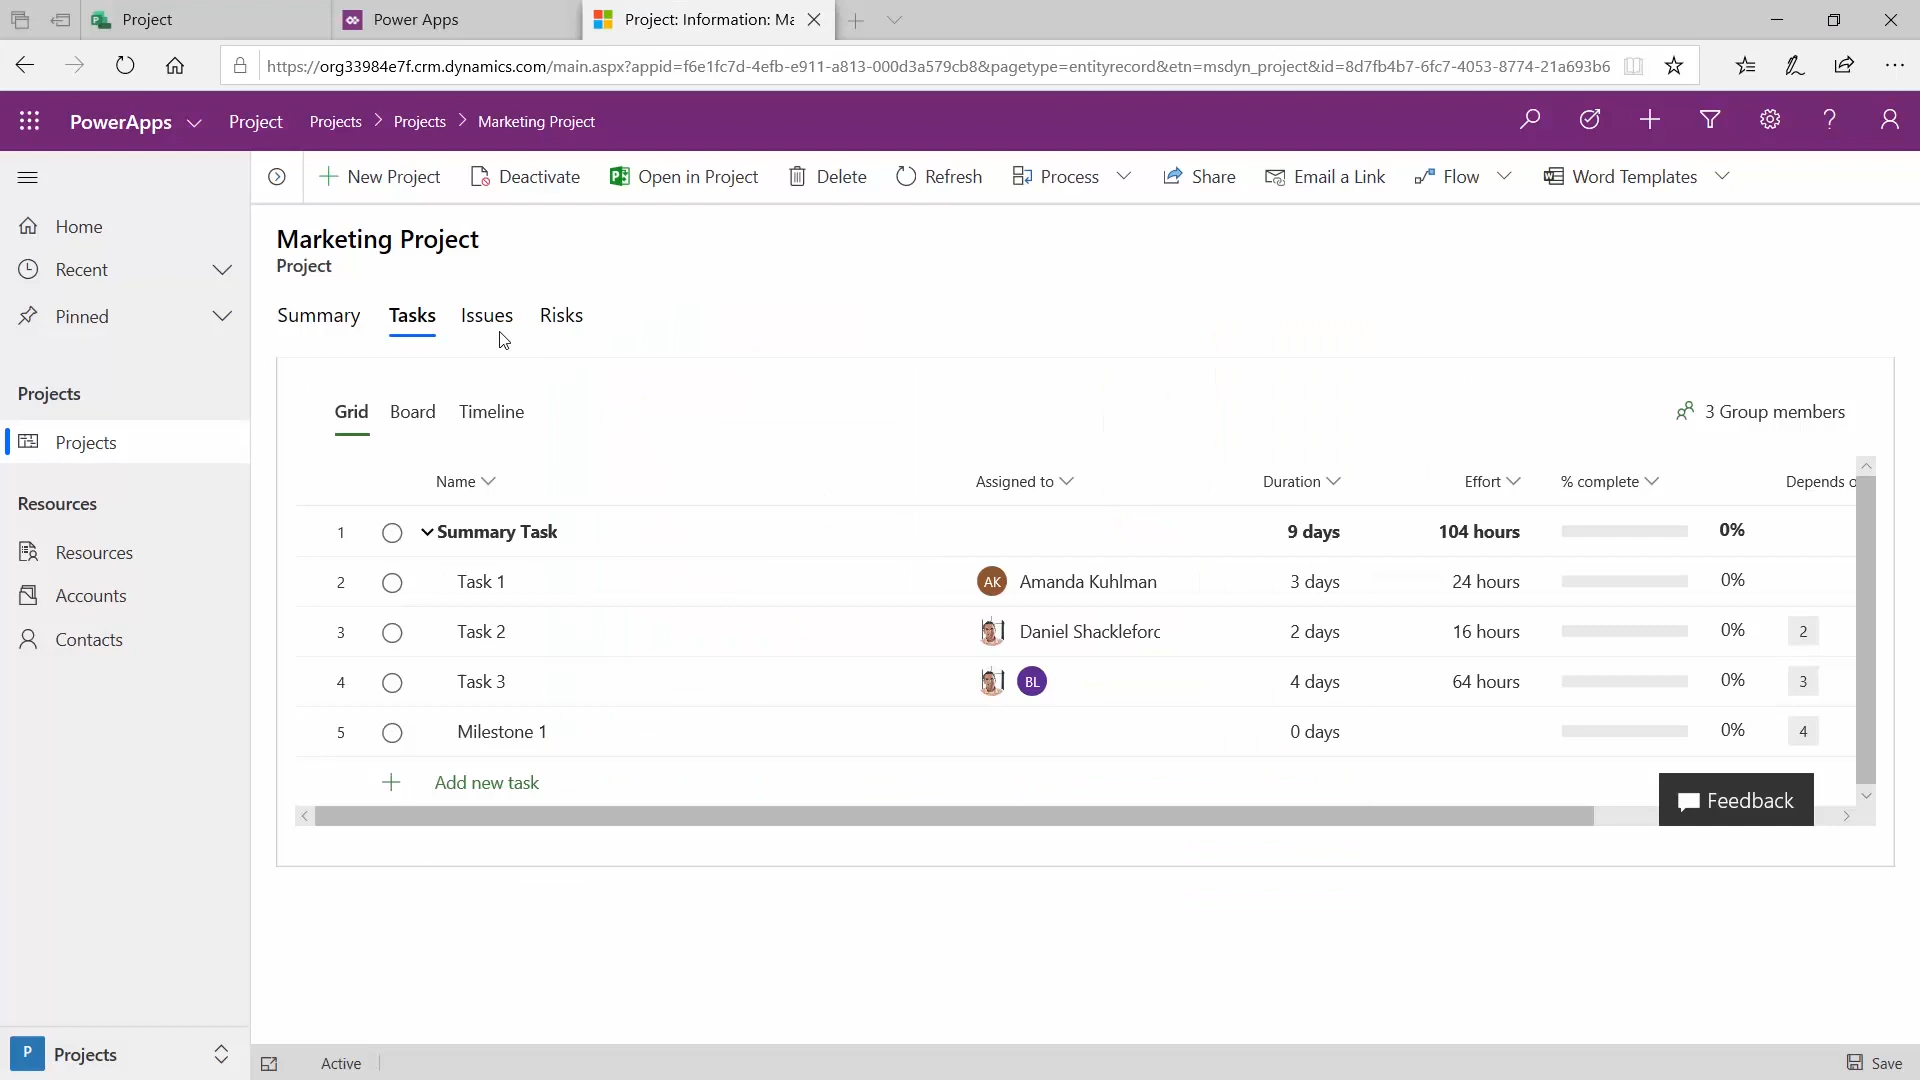 Project
Power Apps
Project: Information: Ma
https://org33984e7f.crm.dynamics.com/main.aspx?appid=f6e1fc7d-4efb-e911-a813-000d3a579cb8&pagetype=entityrecord&etn=msdyn_project&id=8d7fb4b7-6fc7-4053-8774-21a693b6
PowerApps Project Projects > Projects > Marketing Project
New Project Deactivate Open in Project Delete Refresh Process Share Email a Link Flow Word Templates
Home
Recent
Pinned
Projects
Projects
Resources
Resources
Accounts
Contacts
P Projects
Marketing Project
Project
Summary Tasks Issues Risks
Grid Board Timeline 3 Group members
Name Assigned to Duration Effort % complete Depends o
1 Summary Task 9 days 104 hours 0%
2 Task 1 AK Amanda Kuhlman 3 days 24 hours 0%
3 Task 2 Daniel Shacklefor 2 days 16 hours 0% 2
4 Task 3 BL 4 days 64 hours 0% 3
5 Milestone 1 0 days 0% 4
Add new task
Feedback
Active Save